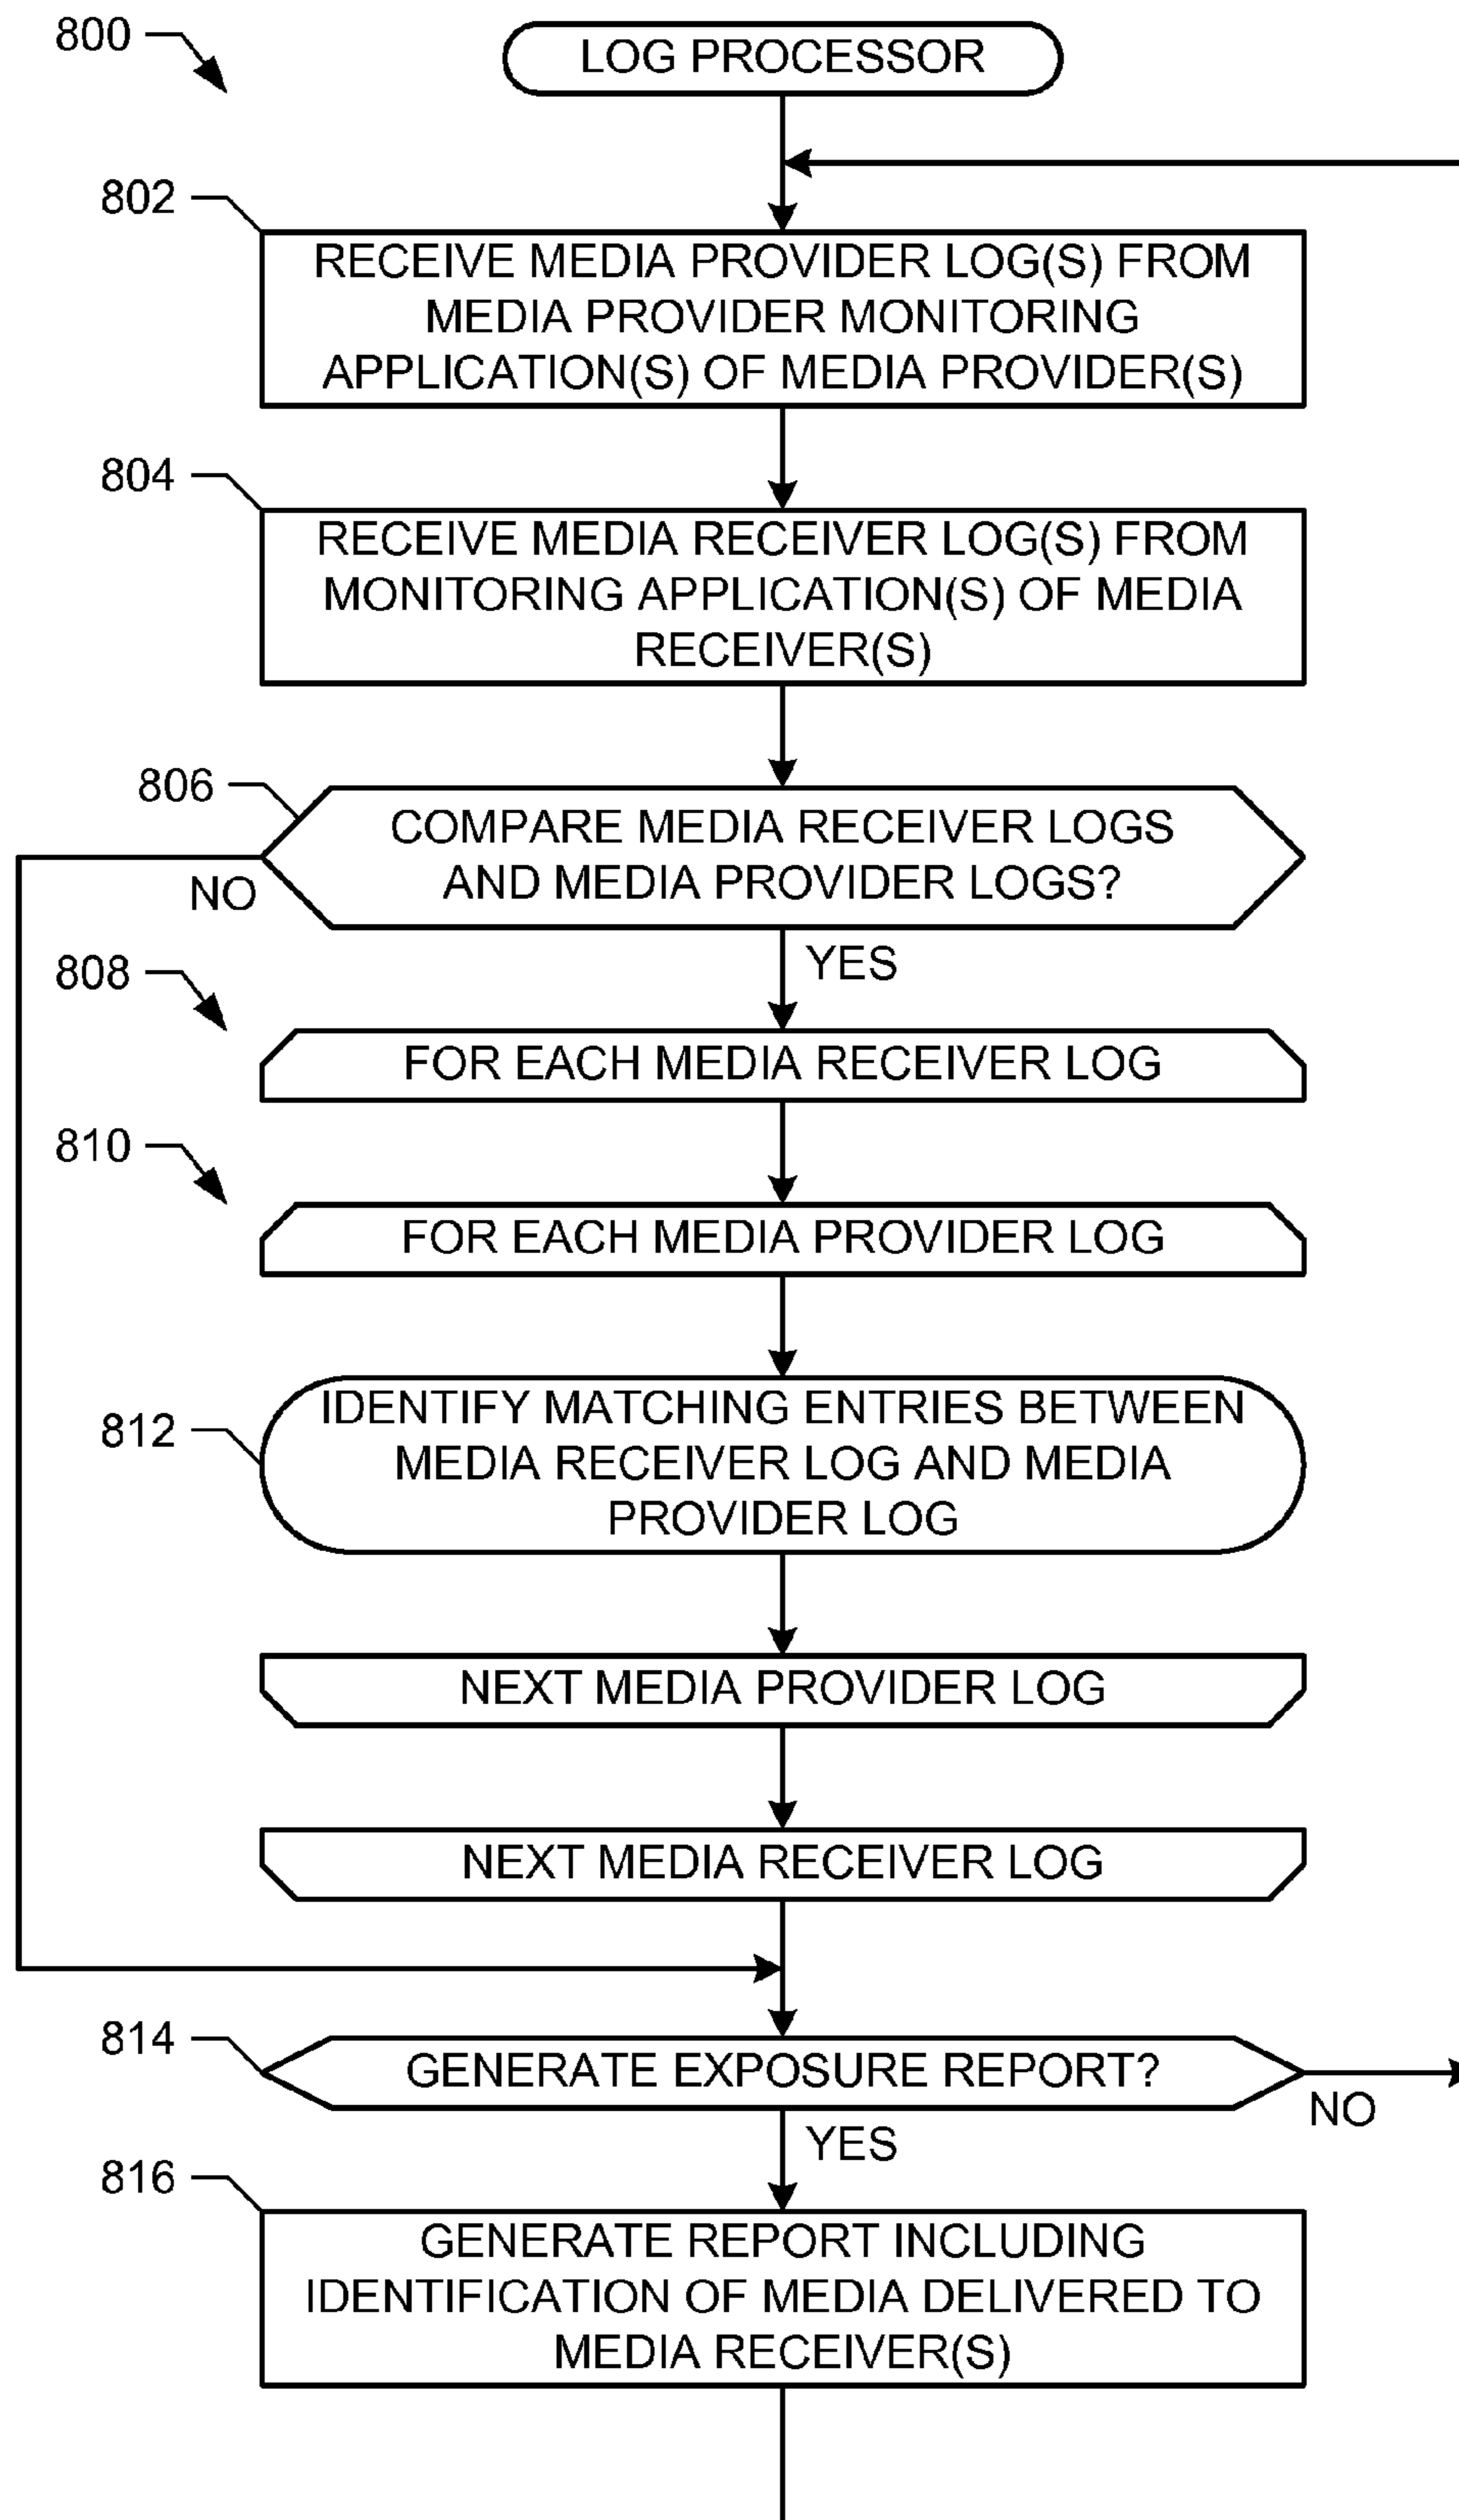 800
LOG PROCESSOR
802
RECEIVE MEDIA PROVIDER LOG(S) FROM
MEDIA PROVIDER MONITORING
APPLICATION(S) OF MEDIA PROVIDER(S)
804
RECEIVE MEDIA RECEIVER LOG(S) FROM
MONITORING APPLICATION(S) OF MEDIA
RECEIVER(S)
806
COMPARE MEDIA RECEIVER LOGS
AND MEDIA PROVIDER LOGS?
NO
YES
808
FOR EACH MEDIA RECEIVER LOG
810
FOR EACH MEDIA PROVIDER LOG
812
IDENTIFY MATCHING ENTRIES BETWEEN
MEDIA RECEIVER LOG AND MEDIA
PROVIDER LOG
NEXT MEDIA PROVIDER LOG
NEXT MEDIA RECEIVER LOG
814
GENERATE EXPOSURE REPORT?
NO
YES
816
GENERATE REPORT INCLUDING
IDENTIFICATION OF MEDIA DELIVERED TO
MEDIA RECEIVER(S)